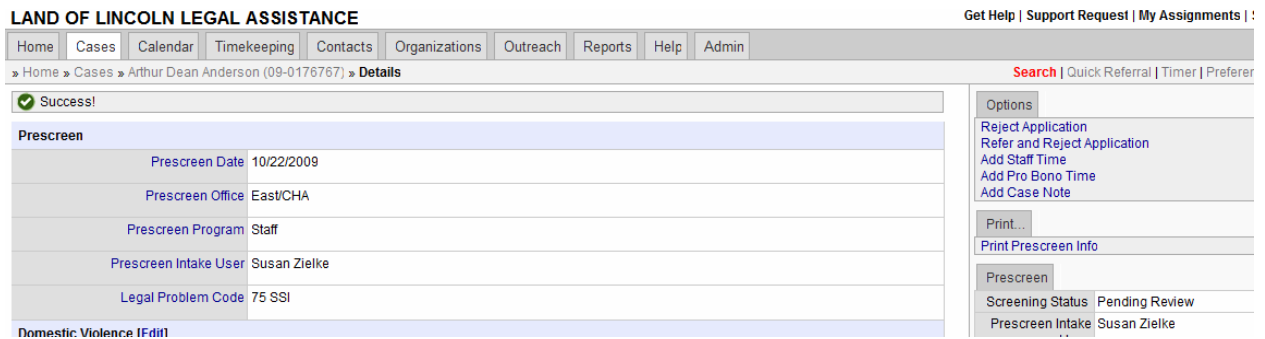 LAND OF LINCOLN LEGAL ASSISTANCE
Get Help | Support Request | My Assignments |
Home Cases Calendar Timekeeping Contacts Organizations Outreach Reports Help Admin
» Home » Cases » Arthur Dean Anderson (09-0176767) » Details
Search | Quick Referral | Timer | Preferen
Success!
Prescreen
Prescreen Date 10/22/2009
Prescreen Office East/CHA
Prescreen Program Staff
Prescreen Intake User Susan Zielke
Legal Problem Code 75 SSI
Domestic Violence [Edit]
Options
Reject Application
Refer and Reject Application
Add Staff Time
Add Pro Bono Time
Add Case Note
Print...
Print Prescreen Info
Prescreen
Screening Status Pending Review
Prescreen Intake Susan Zielke